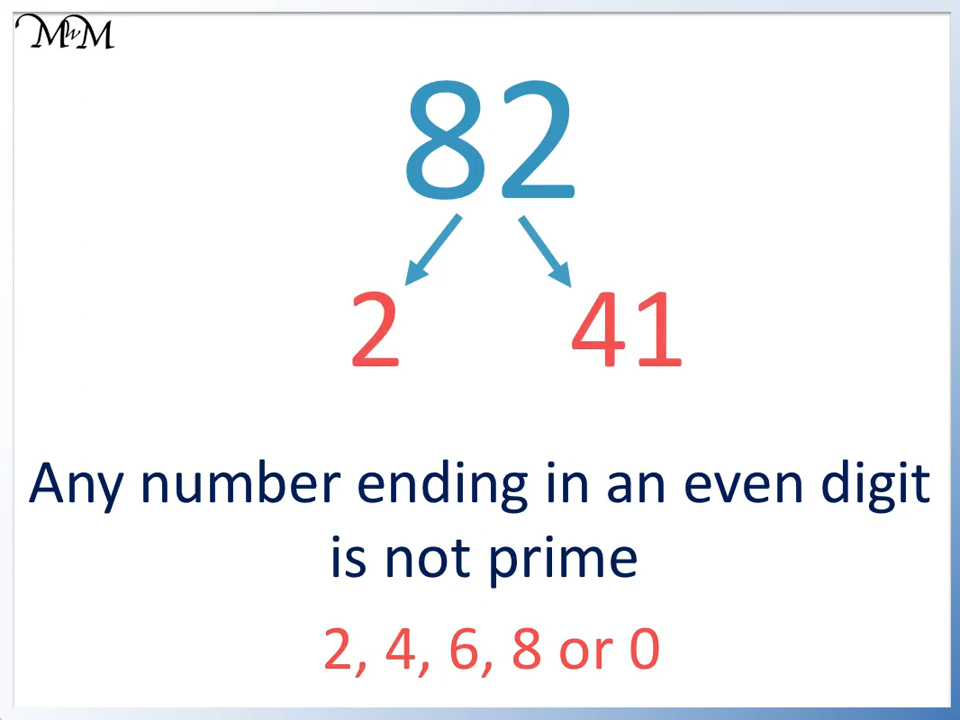 MwM
82
2 41
Any number ending in an even digit
is not prime
2, 4, 6, 8 or 0